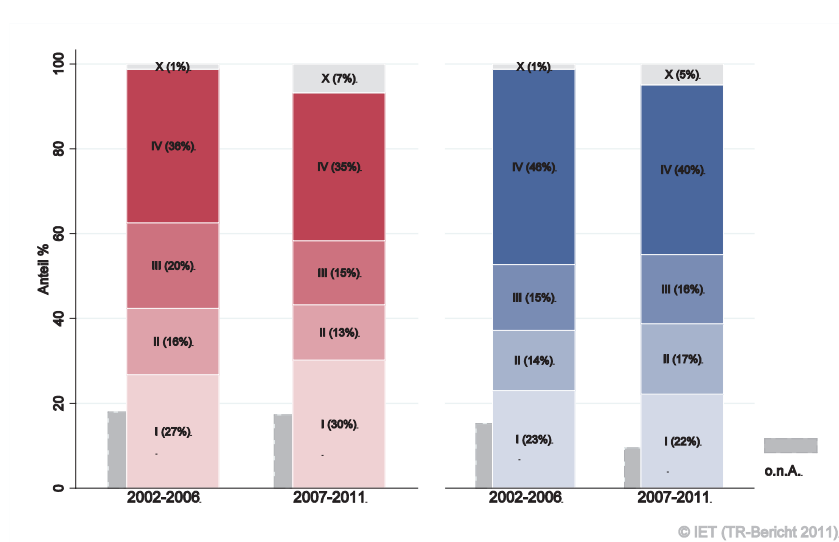 100
80
60
40
20
0
Anteil %
X (1%).
IV (36%).
III (20%).
II (16%).
I (27%).
2002-2006.
X (7%).
IV (35%).
III (15%).
II (13%).
I (30%).
2007-2011.
X (1%).
IV (46%).
III (15%).
II (14%).
I (23%).
2002-2006.
X (5%).
IV (40%).
III (16%).
II (17%).
I (22%).
2007-2011.
o.n.A..
© IET (TR-Bericht 2011)